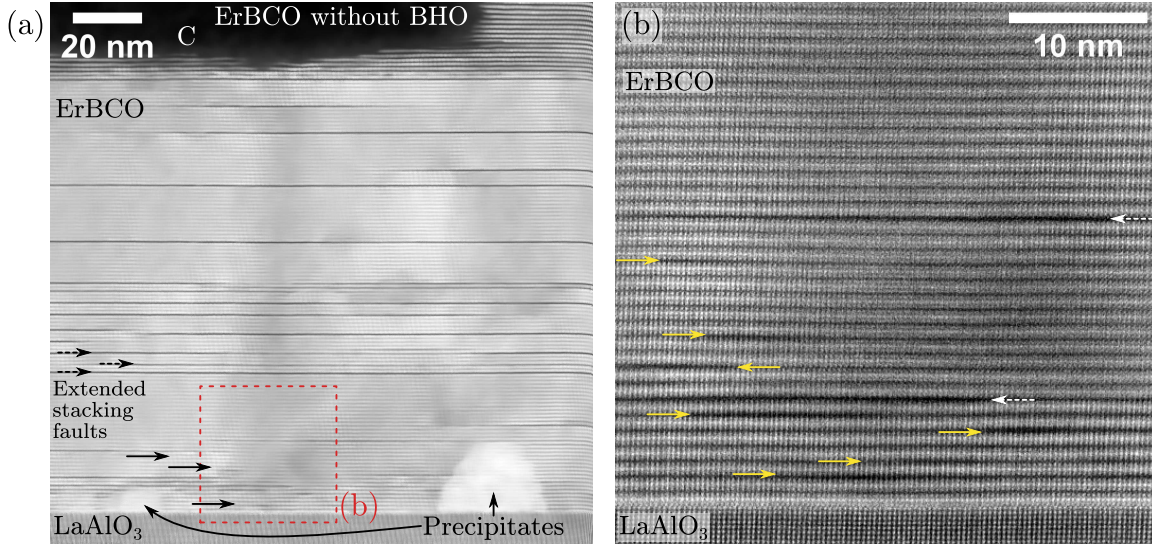 (a)
ErBCO without BHO
20 nm
C
ErBCO
Extended
stacking
faults
(b)
LaAlO₃
Precipitates
(b)
10 nm
ErBCO
LaAlO₃